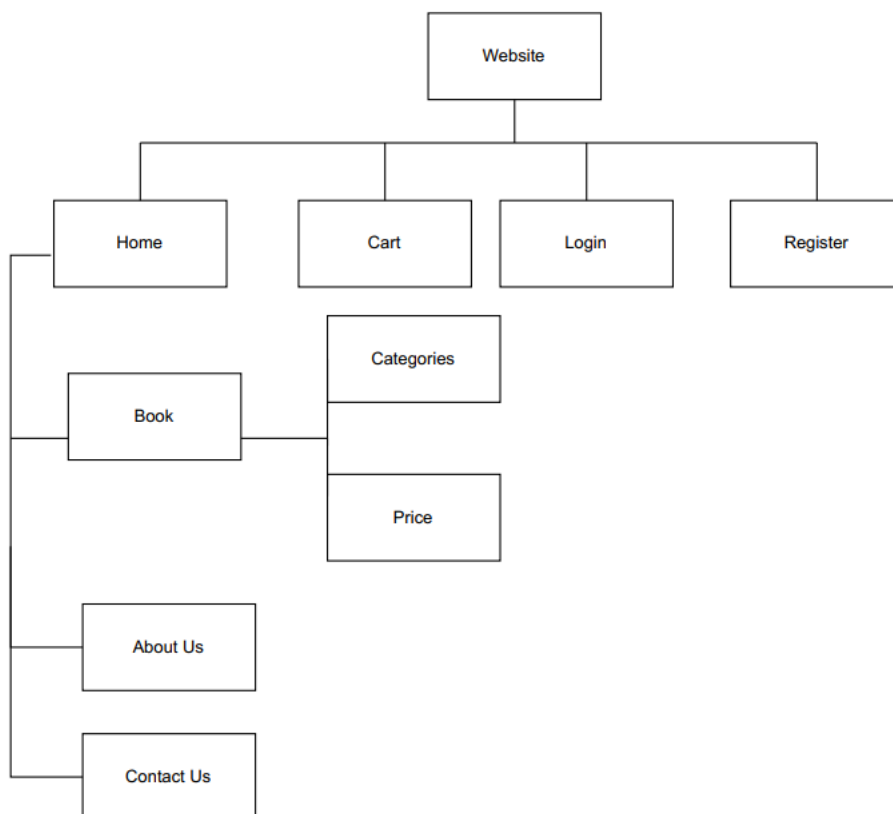 Website
Home
Cart
Login
Register
Categories
Book
Price
About Us
Contact Us